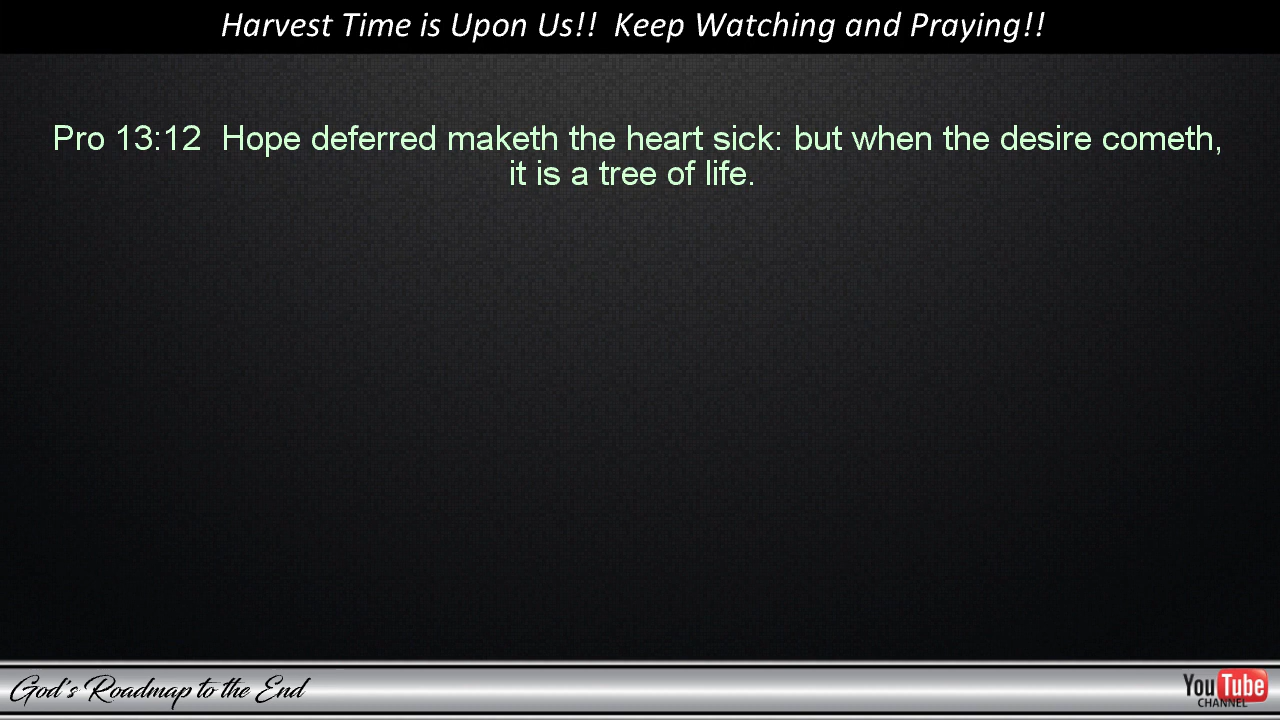 Harvest Time is Upon Us!!  Keep Watching and Praying!!
Pro 13:12  Hope deferred maketh the heart sick: but when the desire cometh,
it is a tree of life.
God's Roadmap to the End
YouTube
CHANNEL